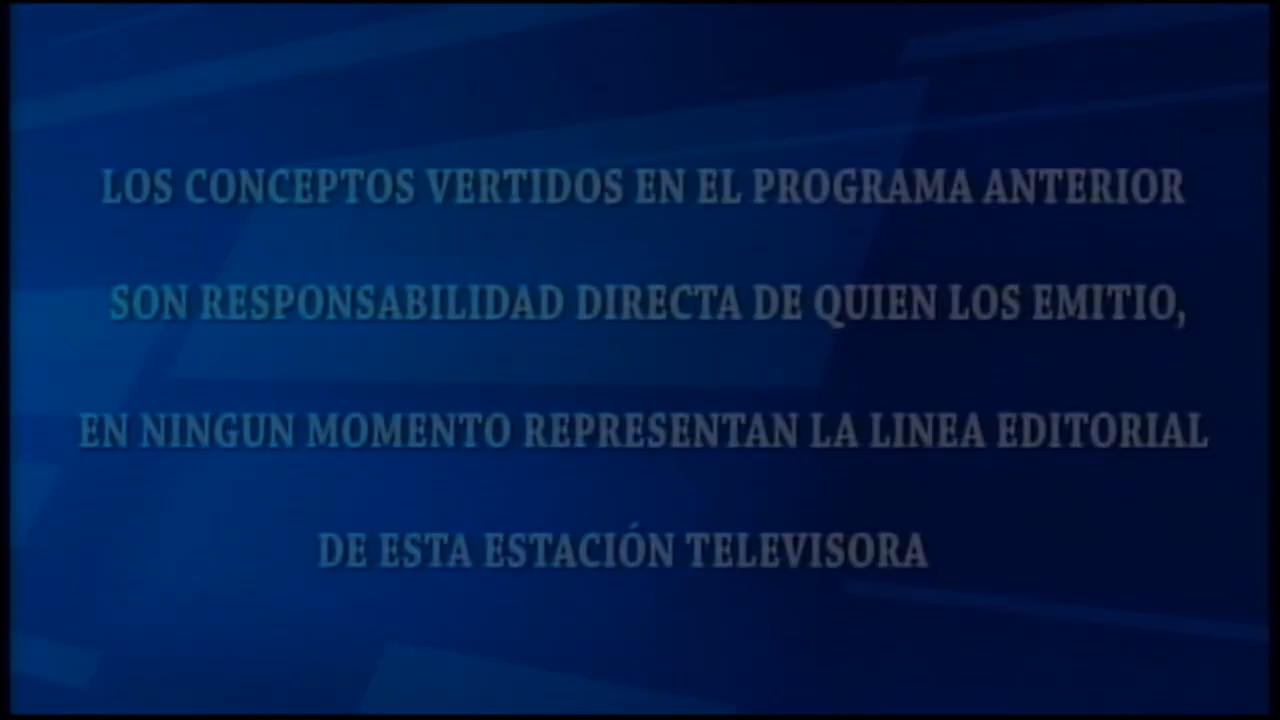 LOS CONCEPTOS VERTIDOS EN EL PROGRAMA ANTERIOR
SON RESPONSABILIDAD DIRECTA DE QUIEN LOS EMITIO,
EN NINGUN MOMENTO REPRESENTAN LA LINEA EDITORIAL
DE ESTA ESTACIÓN TELEVISORA